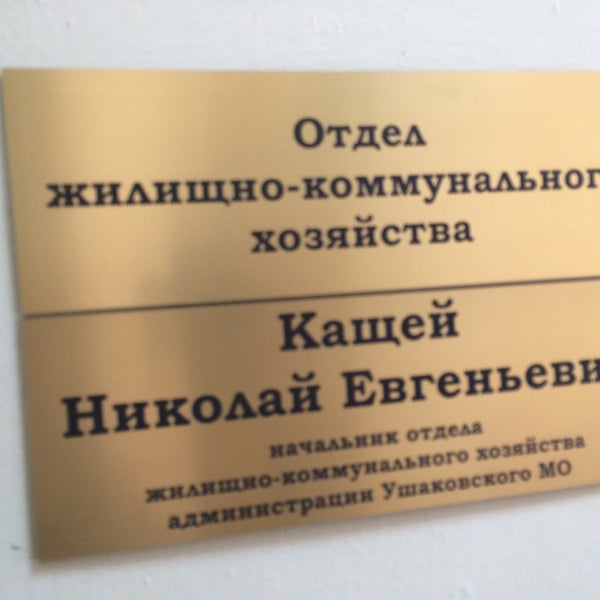 Отдел
жилищно-коммунальног
хозяйства
Кащей
Николай Евгеньеви
начальник отдела
жилищно-коммунального хозяйства
администрации Ушаковского МО